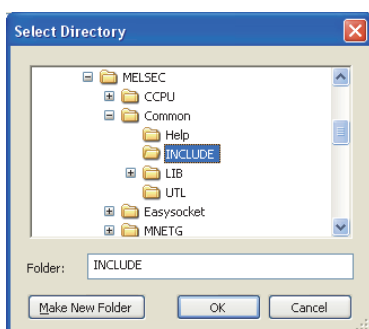 Select Directory
MELSEC
CCPU
Common
Help
INCLUDE
LIB
UTL
Easysocket
MNETG
Folder: INCLUDE
Make New Folder OK Cancel